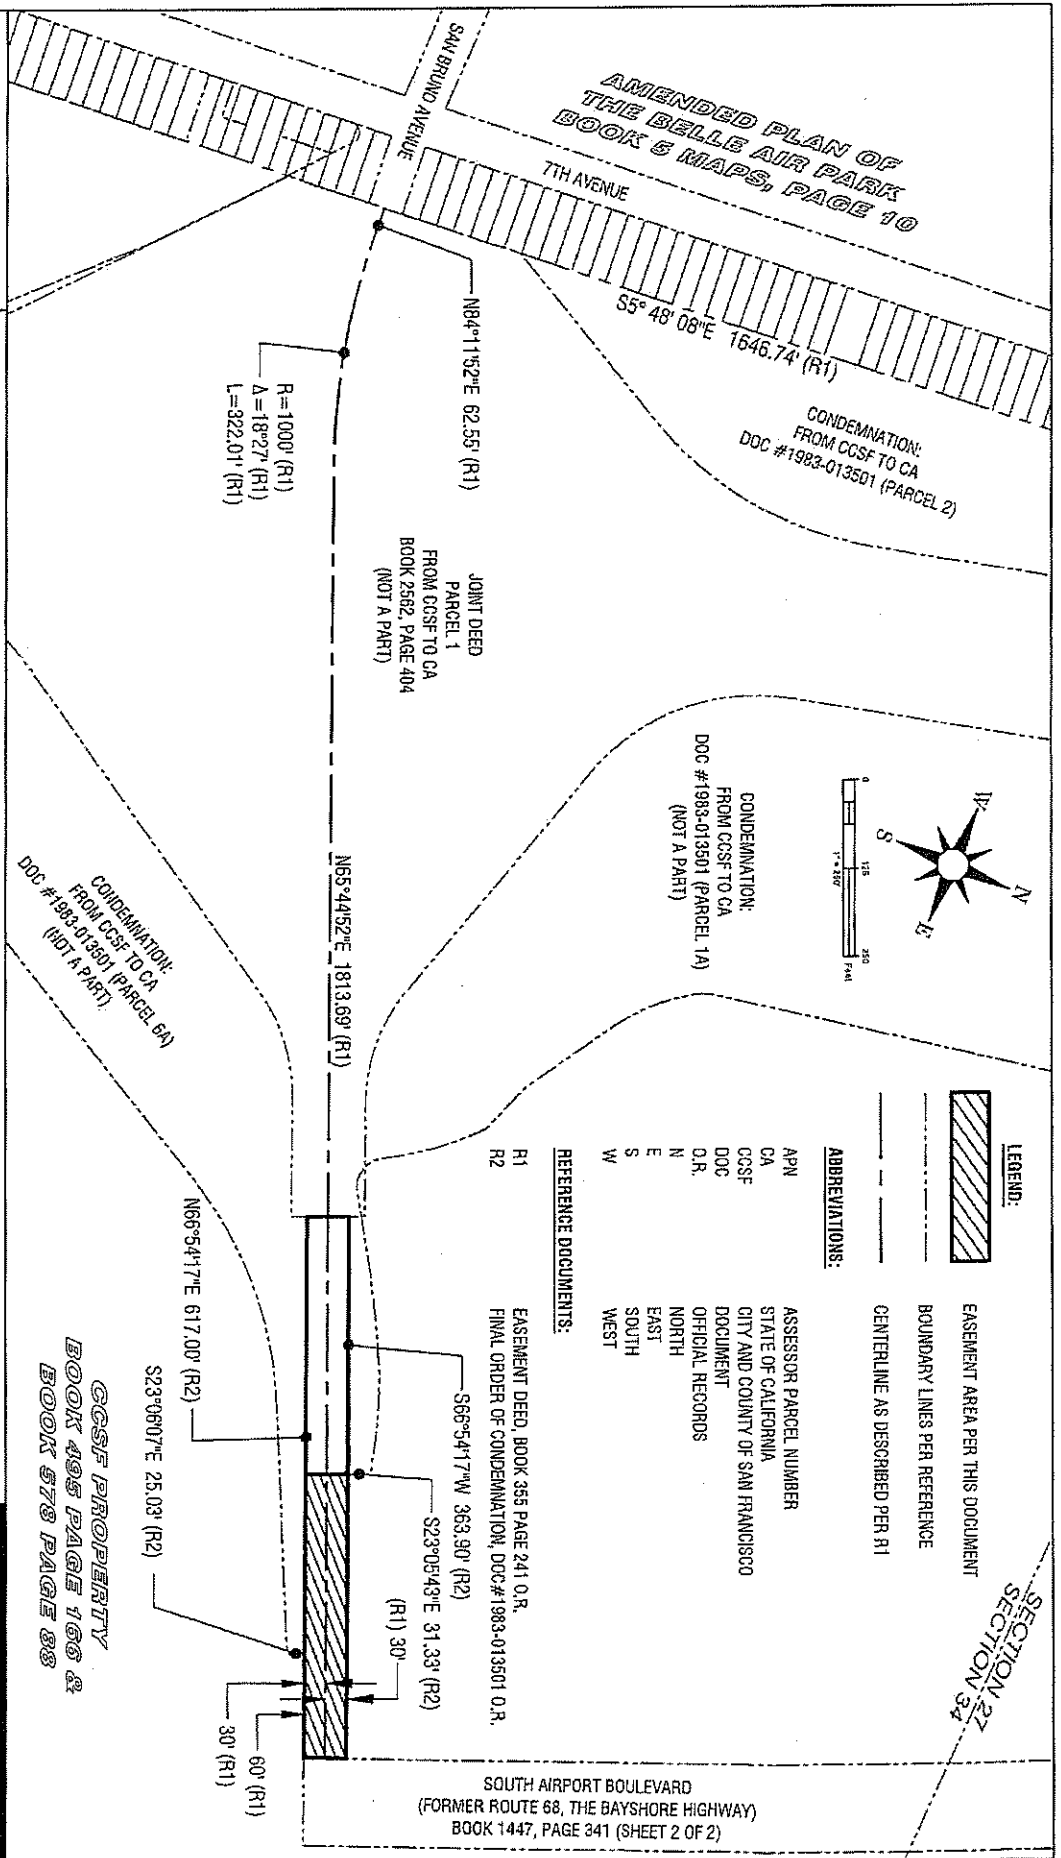 AMENDED PLAN OF
THE BELLE AIR PARK
BOOK 5 MAPS, PAGE 10
SAN BRUNO AVENUE
7TH AVENUE
S5° 48' 08"E 1646.74' (R1)
CONDEMNATION:
FROM CCSF TO CA
DOC #1983-013501 (PARCEL 2)
N84°11'52"E 62.55' (R1)
R=1000' (R1)
Δ=18°27' (R1)
L=322.01' (R1)
JOINT DEED
PARCEL 1
FROM CCSF TO CA
BOOK 2562, PAGE 404
(NOT A PART)
N
E
S
W
0
125
250
Feet
1" = 250'
CONDEMNATION:
FROM CCSF TO CA
DOC #1983-013501 (PARCEL 1A)
(NOT A PART)
N65°44'52"E 1813.69' (R1)
CONDEMNATION:
FROM CCSF TO CA
DOC #1983-013501 (PARCEL 6A)
(NOT A PART)
LEGEND:
EASEMENT AREA PER THIS DOCUMENT
BOUNDARY LINES PER REFERENCE
CENTERLINE AS DESCRIBED PER R1
ABBREVIATIONS:
APN ASSESSOR PARCEL NUMBER
CA STATE OF CALIFORNIA
CCSF CITY AND COUNTY OF SAN FRANCISCO
DOC DOCUMENT
O.R. OFFICIAL RECORDS
N NORTH
E EAST
S SOUTH
W WEST
REFERENCE DOCUMENTS:
R1 EASEMENT DEED, BOOK 355 PAGE 241 O.R.
R2 FINAL ORDER OF CONDEMNATION, DOC#1983-013501 O.R.
S66°54'17"W 363.90' (R2)
S23°05'43"E 31.33' (R2)
(R1) 30'
N66°54'17"E 617.00' (R2)
S23°06'07"E 25.03' (R2)
60' (R1)
30' (R1)
CCSF PROPERTY
BOOK 495 PAGE 166 &
BOOK 578 PAGE 88
SECTION 27
SECTION 34
SOUTH AIRPORT BOULEVARD
(FORMER ROUTE 68, THE BAYSHORE HIGHWAY)
BOOK 1447, PAGE 341 (SHEET 2 OF 2)